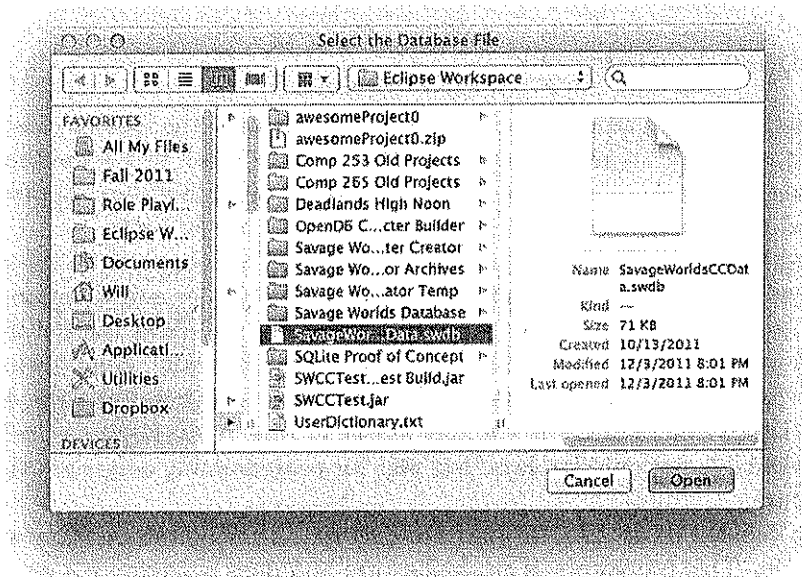 Select the Database File
Eclipse Workspace
FAVORITES
All My Files
Fall 2011
Role Playi...
Eclipse W...
Documents
Will
Desktop
Applicati...
Utilities
Dropbox
DEVICES
awesomeProject0
awesomeProject0.zip
Comp 253 Old Projects
Comp 265 Old Projects
Deadlands High Noon
OpenD6 C...cter Builder
Savage Wo...ter Creator
Savage Wo...or Archives
Savage Wo...ator Temp
Savage Worlds Database
SavageWor...Data.swdb
SQLite Proof of Concept
SWCCTest...est Build.jar
SWCCTest.jar
UserDictionary.txt
Name SavageWorldsCCDat
a.swdb
Kind --
Size 71 KB
Created 10/13/2011
Modified 12/3/2011 8:01 PM
Last opened 12/3/2011 8:01 PM
Cancel
Open